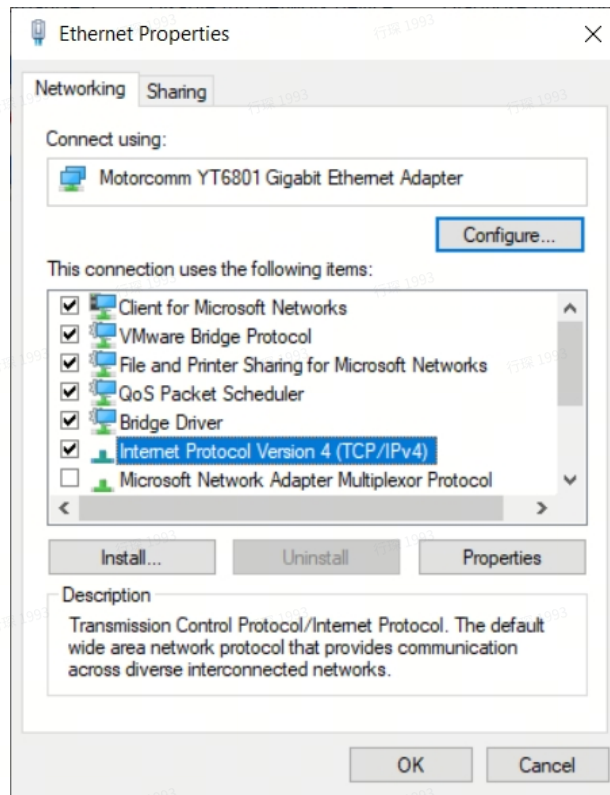 Ethernet Properties
Networking
Sharing
Connect using:
Motorcomm YT6801 Gigabit Ethernet Adapter
Configure...
This connection uses the following items:
Client for Microsoft Networks
VMware Bridge Protocol
File and Printer Sharing for Microsoft Networks
QoS Packet Scheduler
Bridge Driver
Internet Protocol Version 4 (TCP/IPv4)
Microsoft Network Adapter Multiplexor Protocol
Install...
Uninstall
Properties
Description
Transmission Control Protocol/Internet Protocol. The default
wide area network protocol that provides communication
across diverse interconnected networks.
OK
Cancel
行琛 1993